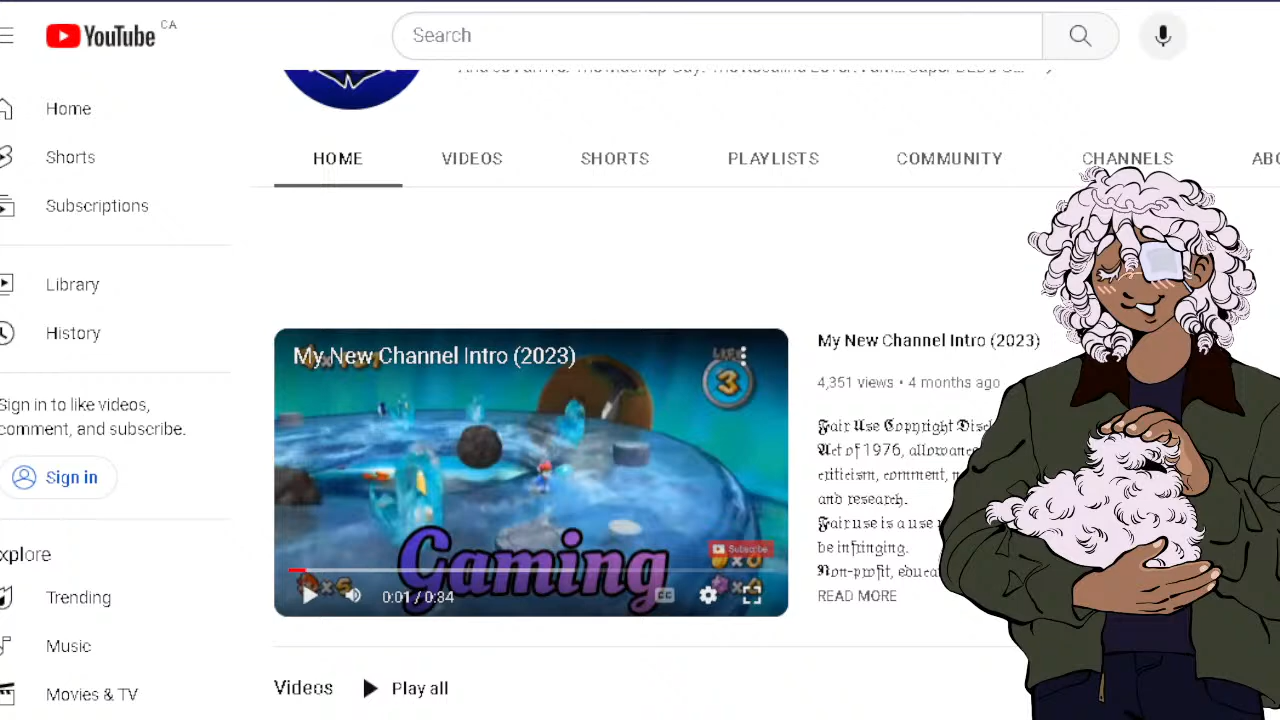 YouTube CA
Search
Home
Shorts
Subscriptions
Library
History
Sign in to like videos,
comment, and subscribe.
Sign in
xplore
Trending
Music
Movies & TV
HOME VIDEOS SHORTS PLAYLISTS COMMUNITY CHANNELS ABO
My New Channel Intro (2023)
3
Gaming
Subscribe
0:01 / 0:34
CC
My New Channel Intro (2023)
4,351 views • 4 months ago
Fair Use Copyright Discl
Act of 1976, allowance
criticism, comment, n
and research.
Fair use is a use
be infringing.
Non-profit, educa
READ MORE
Videos Play all